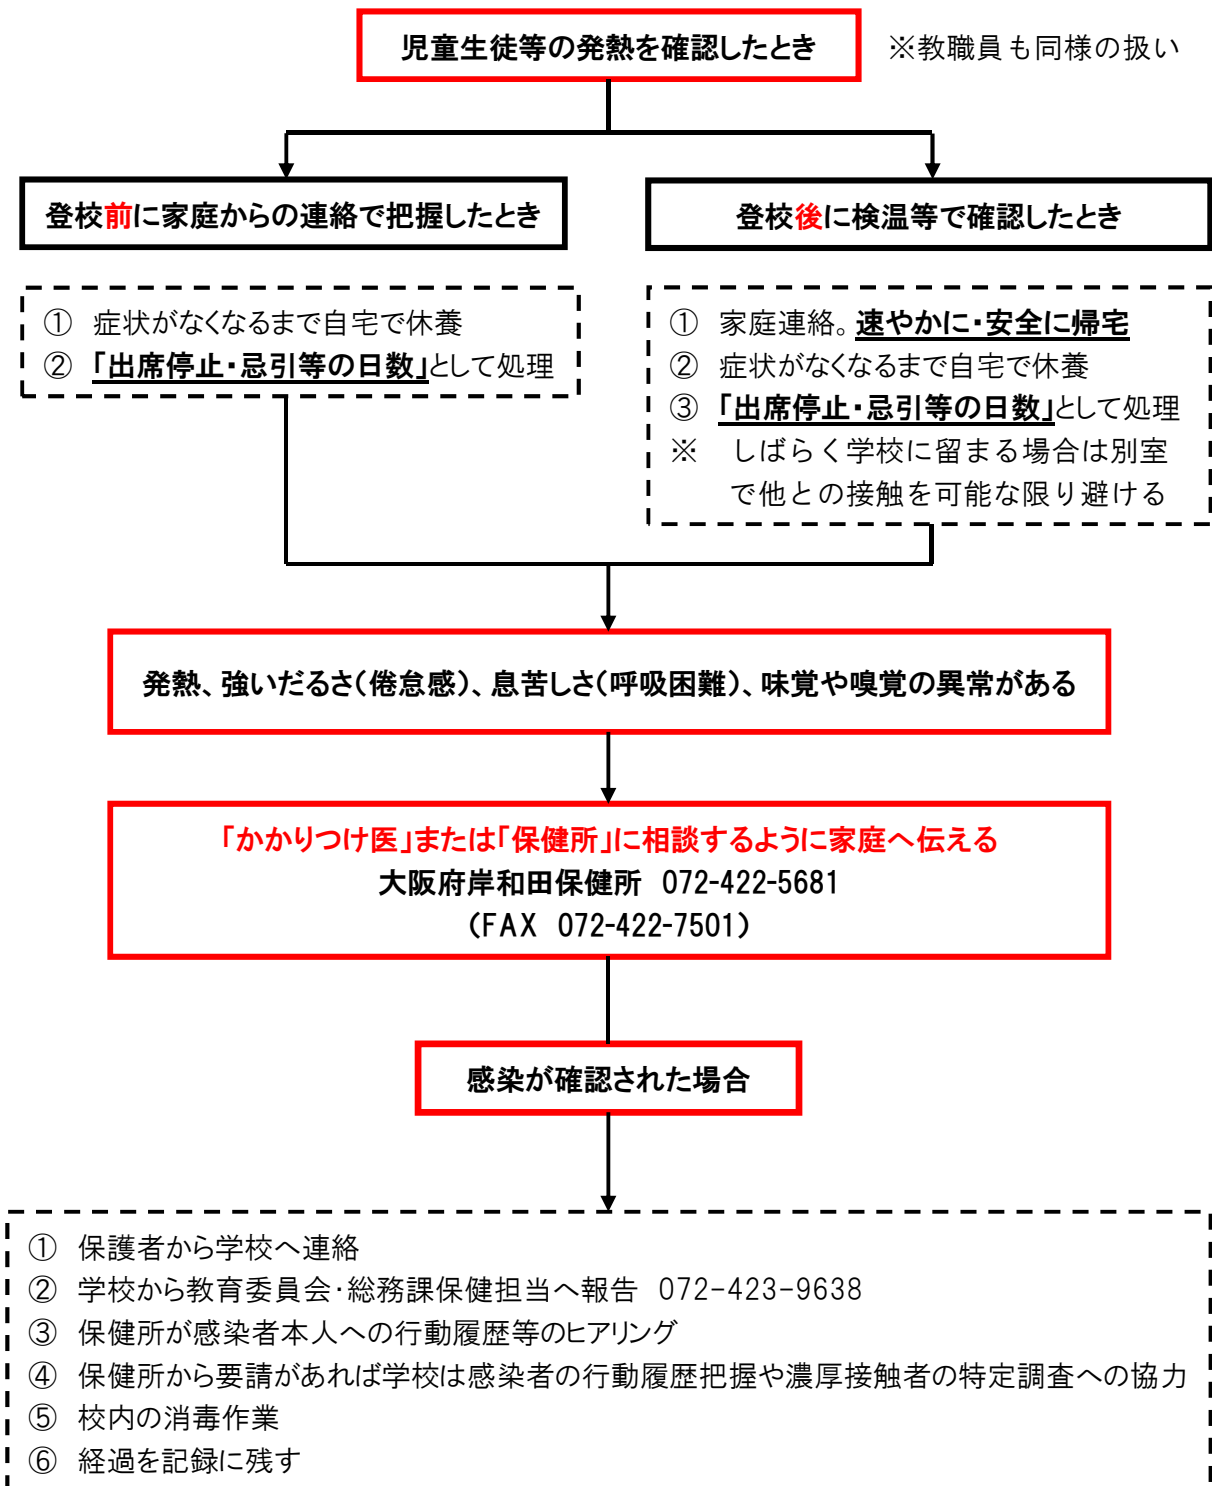 児童生徒等の発熱を確認したとき
※教職員も同様の扱い
登校前に家庭からの連絡で把握したとき
登校後に検温等で確認したとき
① 症状がなくなるまで自宅で休養
② 「出席停止・忌引等の日数」として処理
① 家庭連絡。速やかに・安全に帰宅
② 症状がなくなるまで自宅で休養
③ 「出席停止・忌引等の日数」として処理
※ しばらく学校に留まる場合は別室
で他との接触を可能な限り避ける
発熱、強いだるさ(倦怠感)、息苦しさ(呼吸困難)、味覚や嗅覚の異常がある
「かかりつけ医」または「保健所」に相談するように家庭へ伝える
大阪府岸和田保健所 072-422-5681
(FAX 072-422-7501)
感染が確認された場合
① 保護者から学校へ連絡
② 学校から教育委員会・総務課保健担当へ報告 072-423-9638
③ 保健所が感染者本人への行動履歴等のヒアリング
④ 保健所から要請があれば学校は感染者の行動履歴把握や濃厚接触者の特定調査への協力
⑤ 校内の消毒作業
⑥ 経過を記録に残す